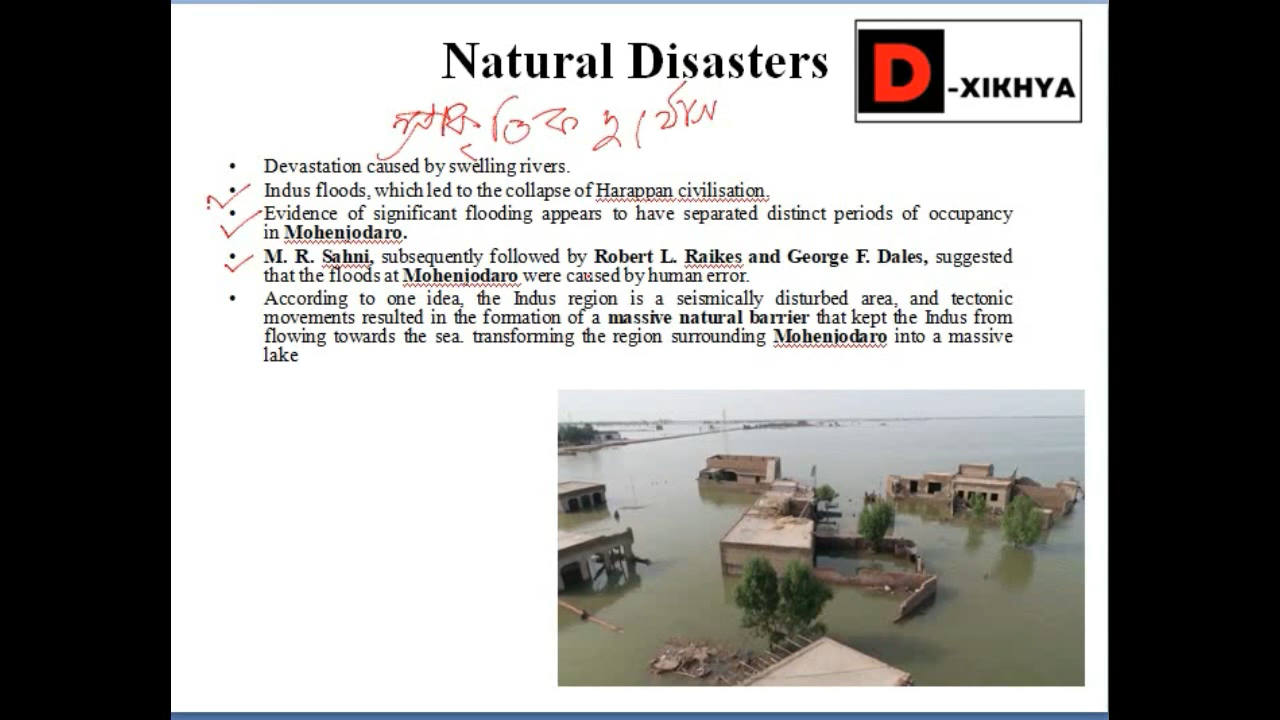 Natural Disasters
D-XIKHYA
প্ৰাকৃতিক দুৰ্যোগ
• Devastation caused by swelling rivers.
• Indus floods, which led to the collapse of Harappan civilisation.
• Evidence of significant flooding appears to have separated distinct periods of occupancy
in Mohenjodaro.
• M. R. Sahni, subsequently followed by Robert L. Raikes and George F. Dales, suggested
that the floods at Mohenjodaro were caused by human error.
• According to one idea, the Indus region is a seismically disturbed area, and tectonic
movements resulted in the formation of a massive natural barrier that kept the Indus from
flowing towards the sea. transforming the region surrounding Mohenjodaro into a massive
lake